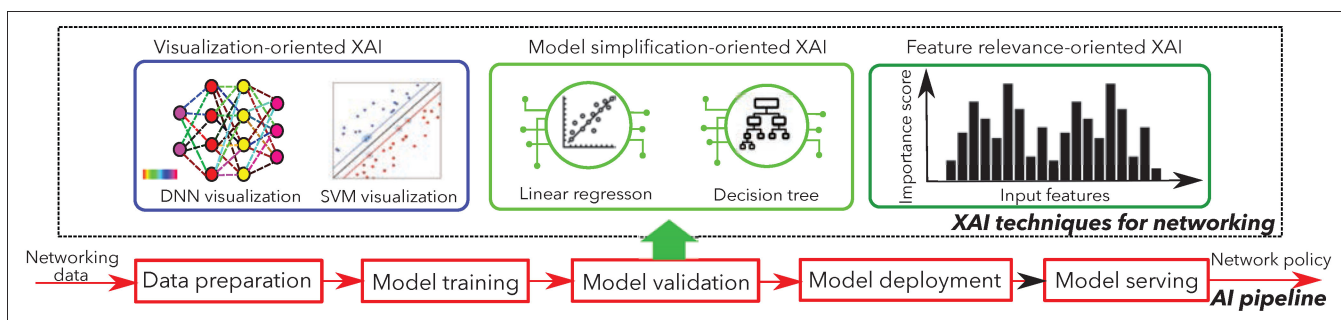 Visualization-oriented XAI
Model simplification-oriented XAI
Feature relevance-oriented XAI
DNN visualization
SVM visualization
Linear regresson
Decision tree
Importance score
Input features
XAI techniques for networking
Networking
data
Data preparation
Model training
Model validation
Model deployment
Model serving
Network policy
AI pipeline